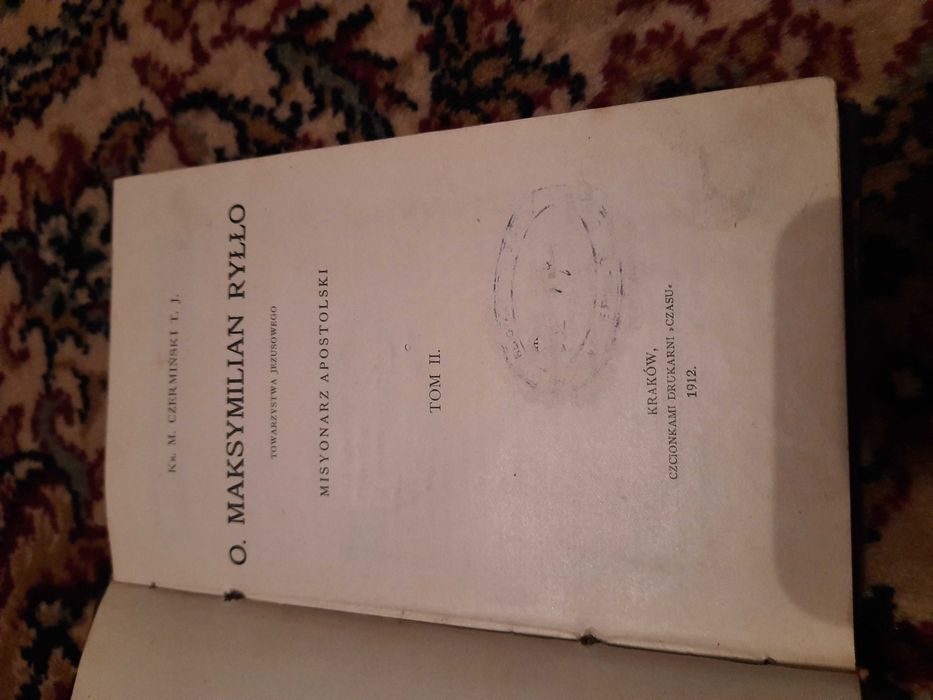 Ks. M. CZERMIŃSKI T. J.
O. MAKSYMILIAN RYŁŁO
TOWARZYSTWA JEZUSOWEGO
MISYONARZ APOSTOLSKI
TOM II.
KRAKÓW,
CZCIONKAMI DRUKARNI »CZASU«
1912.